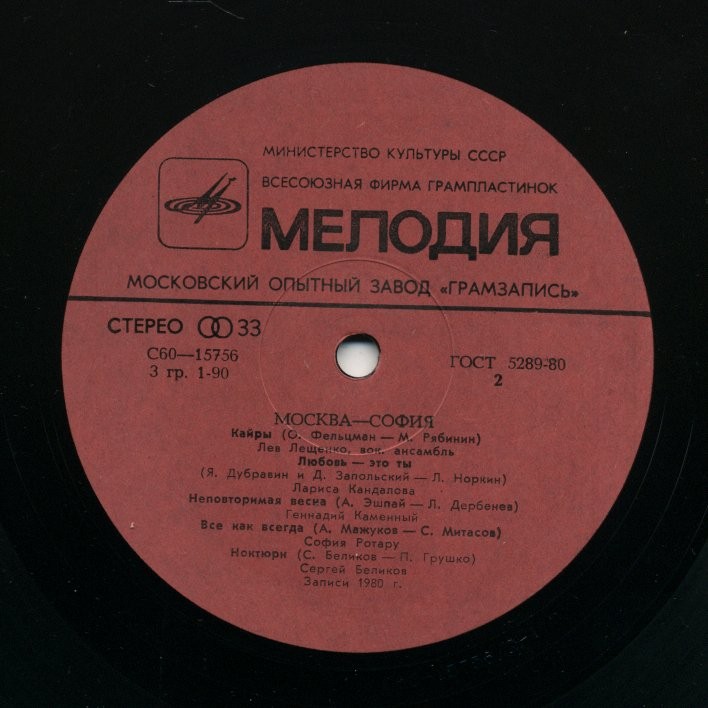 МИНИСТЕРСТВО КУЛЬТУРЫ СССР
ВСЕСОЮЗНАЯ ФИРМА ГРАМПЛАСТИНОК
МЕЛОДИЯ
МОСКОВСКИЙ ОПЫТНЫЙ ЗАВОД «ГРАМЗАПИСЬ»
СТЕРЕО 33
С60—15756
3 гр. 1-90
ГОСТ 5289-80
2
МОСКВА—СОФИЯ
Кайры (О. Фельцман — М. Рябинин)
Лев Лещенко, вок. ансамбль
Любовь — это ты
(Я. Дубравин и Д. Запольский — Л. Норкин)
Лариса Кандалова
Неповторимая весна (А. Эшпай — Л. Дербенев)
Геннадий Каменный
Все как всегда (А. Мажуков — С. Митасов)
София Ротару
Ноктюрн (С. Беликов — П. Грушко)
Сергей Беликов
Записи 1980 г.